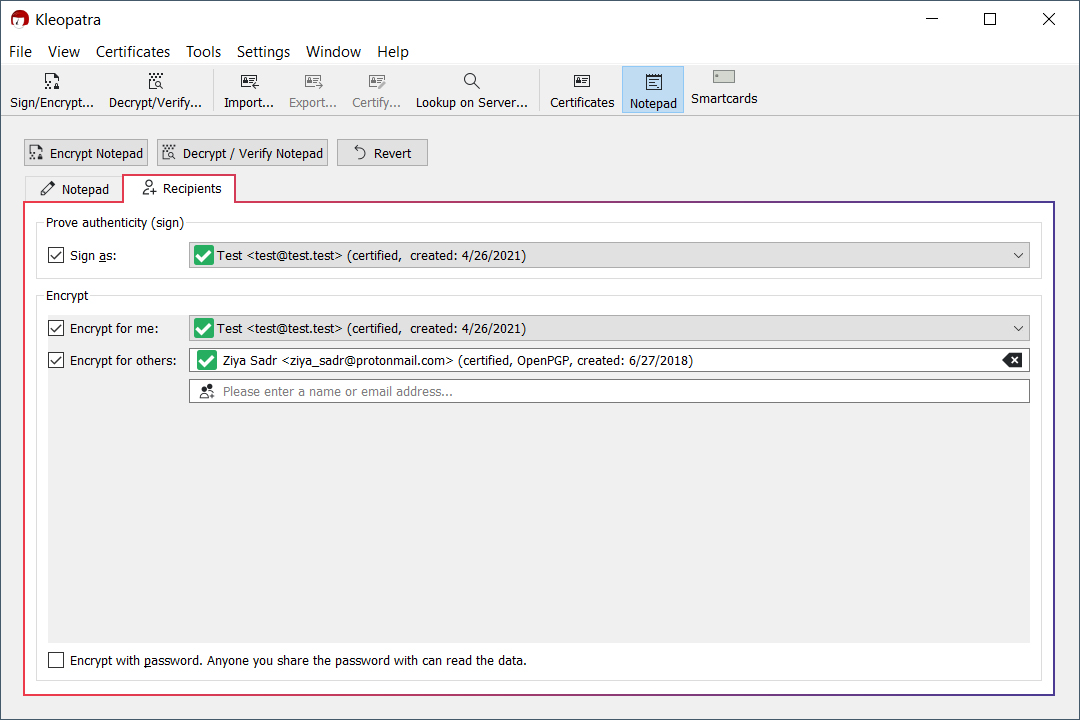 Kleopatra
File View Certificates Tools Settings Window Help
Sign/Encrypt... Decrypt/Verify... Import... Export... Certify... Lookup on Server... Certificates Notepad Smartcards
Encrypt Notepad Decrypt / Verify Notepad Revert
Notepad Recipients
Prove authenticity (sign)
Sign as: Test <test@test.test> (certified,  created: 4/26/2021)
Encrypt
Encrypt for me: Test <test@test.test> (certified,  created: 4/26/2021)
Encrypt for others: Ziya Sadr <ziya_sadr@protonmail.com> (certified, OpenPGP, created: 6/27/2018)
Please enter a name or email address...
Encrypt with password. Anyone you share the password with can read the data.